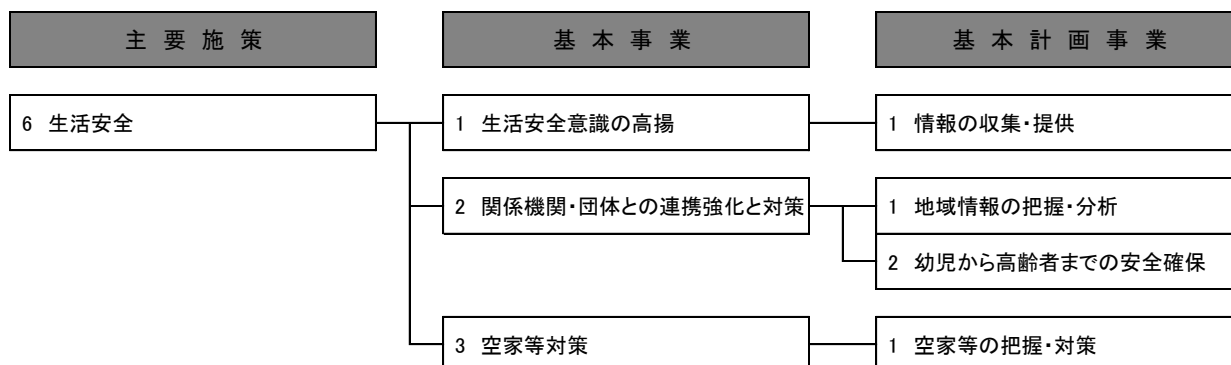 主要施策 基本事業 基本計画事業
6 生活安全 1 生活安全意識の高揚 1 情報の収集・提供
2 関係機関・団体との連携強化と対策 1 地域情報の把握・分析
2 幼児から高齢者までの安全確保
3 空家等対策 1 空家等の把握・対策